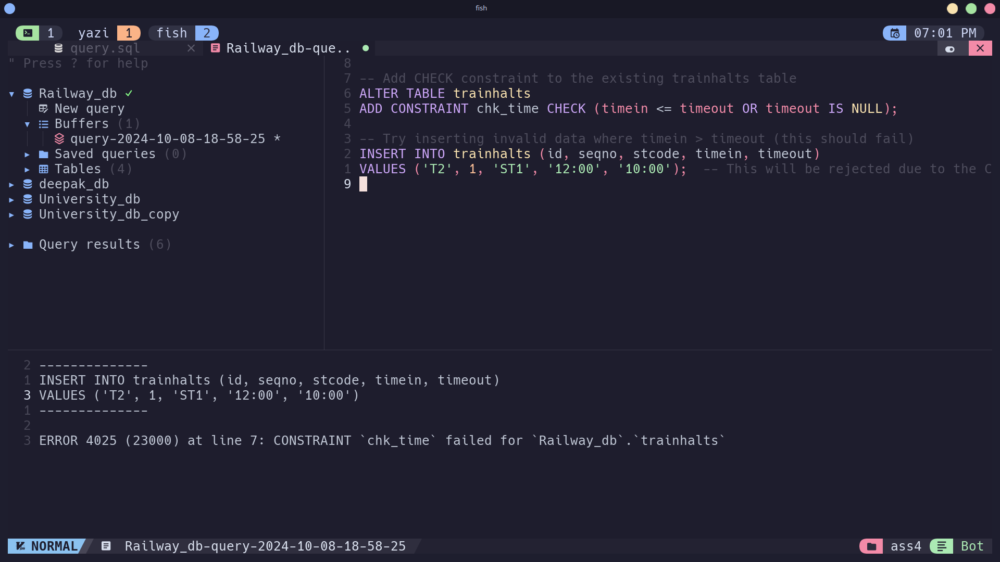 fish
1 yazi 1 fish 2 07:01 PM
query.sql Railway_db-que..
" Press ? for help
Railway_db
New query
Buffers (1)
query-2024-10-08-18-58-25 *
Saved queries (0)
Tables (4)
deepak_db
University_db
University_db_copy
Query results (6)
8
7 -- Add CHECK constraint to the existing trainhalts table
6 ALTER TABLE trainhalts
5 ADD CONSTRAINT chk_time CHECK (timein <= timeout OR timeout IS NULL);
4
3 -- Try inserting invalid data where timein > timeout (this should fail)
2 INSERT INTO trainhalts (id, seqno, stcode, timein, timeout)
1 VALUES ('T2', 1, 'ST1', '12:00', '10:00');  -- This will be rejected due to the C
9
2 --------------
1 INSERT INTO trainhalts (id, seqno, stcode, timein, timeout)
3 VALUES ('T2', 1, 'ST1', '12:00', '10:00')
1 --------------
2
3 ERROR 4025 (23000) at line 7: CONSTRAINT `chk_time` failed for `Railway_db`.`trainhalts`
NORMAL Railway_db-query-2024-10-08-18-58-25 ass4 Bot